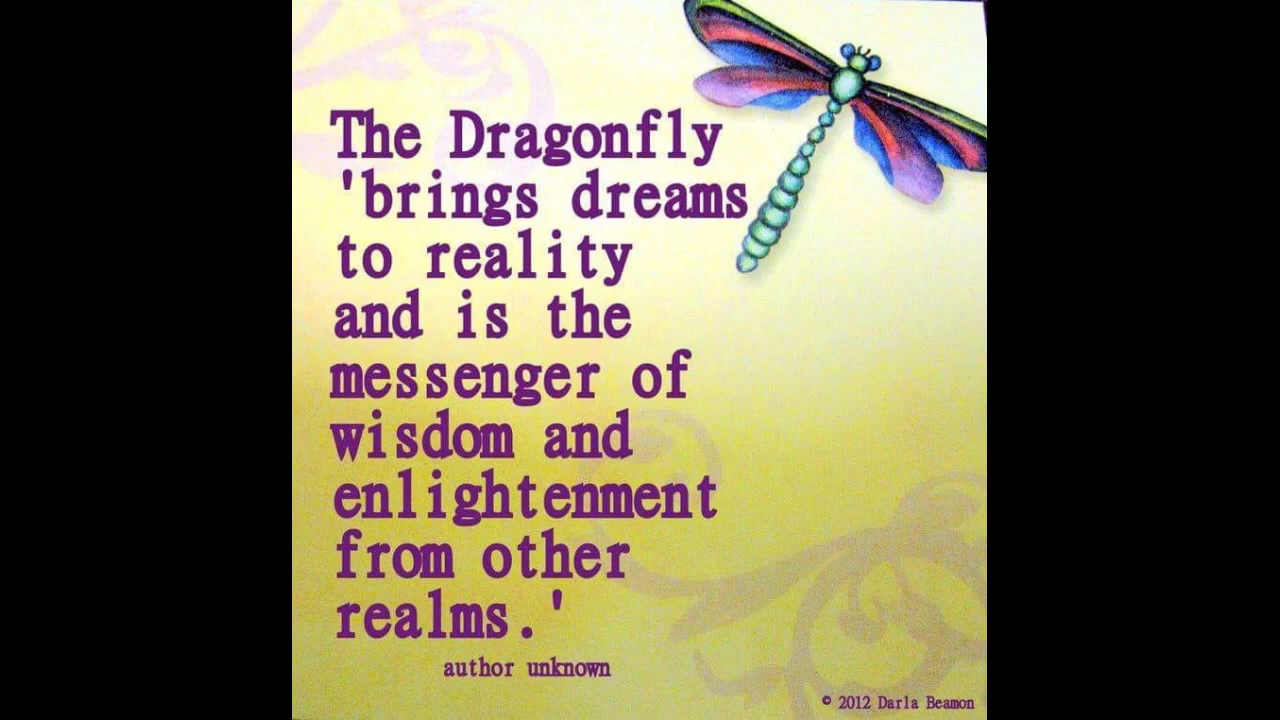 The Dragonfly
'brings dreams
to reality
and is the
messenger of
wisdom and
enlightenment
from other
realms.'
author unknown
© 2012 Darla Beamon